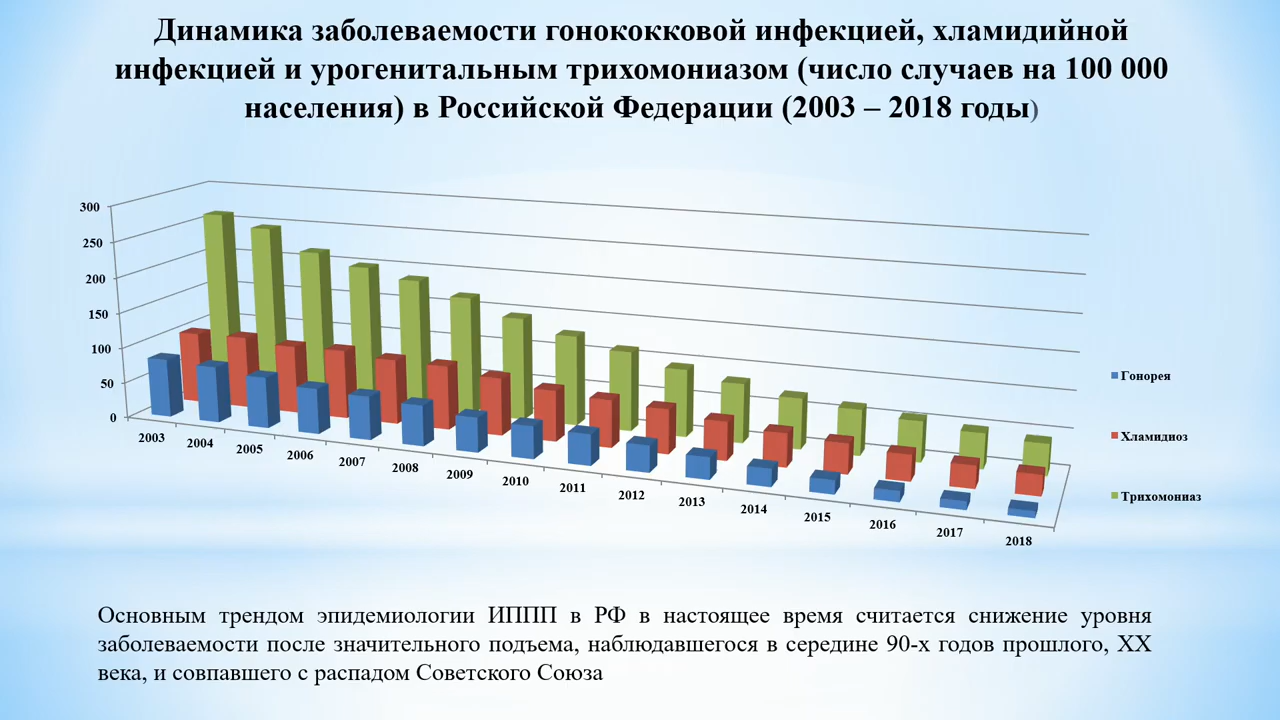 Динамика заболеваемости гонококковой инфекцией, хламидийной
инфекцией и урогенитальным трихомониазом (число случаев на 100 000
населения) в Российской Федерации (2003 – 2018 годы)
300
250
200
150
100
50
0
2003
2004
2005
2006
2007
2008
2009
2010
2011
2012
2013
2014
2015
2016
2017
2018
Гонорея
Хламидиоз
Трихомониаз
Основным трендом эпидемиологии ИППП в РФ в настоящее время считается снижение уровня
заболеваемости после значительного подъема, наблюдавшегося в середине 90-х годов прошлого, XX
века, и совпавшего с распадом Советского Союза